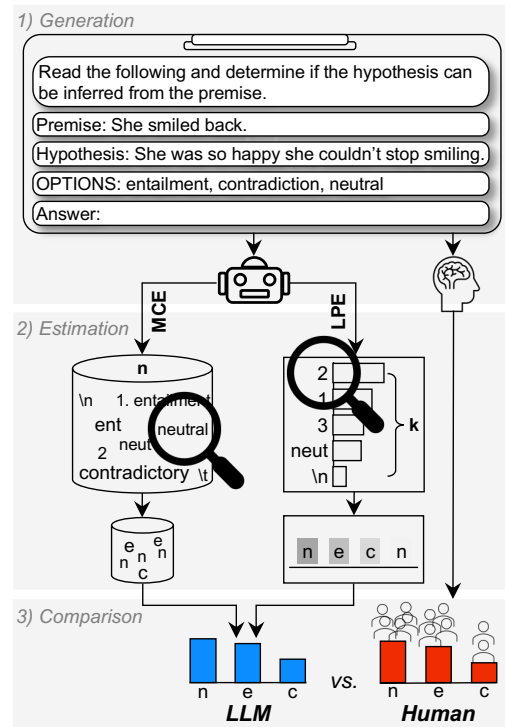 1) Generation
Read the following and determine if the hypothesis can
be inferred from the premise.
Premise: She smiled back.
Hypothesis: She was so happy she couldn't stop smiling.
OPTIONS: entailment, contradiction, neutral
Answer:
MCE
LPE
2) Estimation
n
\n 1. entailment
ent
neutral
2 neut
contradictory \t
e n n e n c
2
1
3
neut
\n
k
n e c n
3) Comparison
n e c
LLM
vs.
n e c
Human